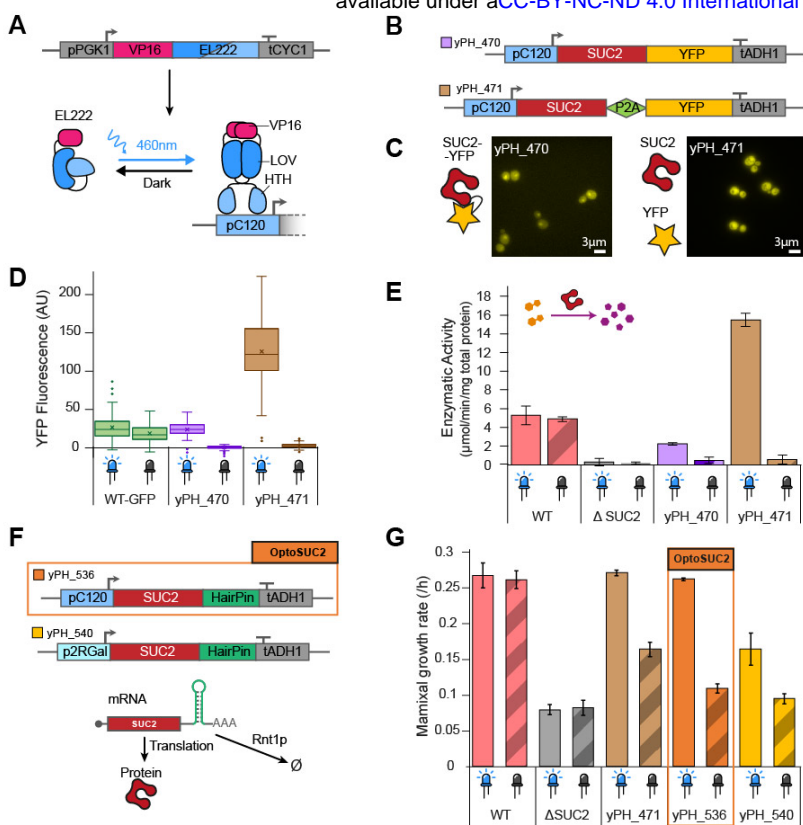 available under aCC-BY-NC-ND 4.0 International
A
pPGK1 VP16 EL222 tCYC1
EL222
460nm
Dark
VP16
LOV
HTH
pC120
B
yPH_470
pC120 SUC2 YFP tADH1
yPH_471
pC120 SUC2 P2A YFP tADH1
C
SUC2-
-YFP
yPH_470
3μm
SUC2
YFP
yPH_471
3μm
D
YFP Fluorescence (AU)
200
150
100
50
0
WT-GFP yPH_470 yPH_471
E
Enzymatic Activity
(μmol/min/mg total protein)
18
16
14
12
10
8
6
4
2
0
WT Δ SUC2 yPH_470 yPH_471
F
OptoSUC2
yPH_536
pC120 SUC2 HairPin tADH1
yPH_540
p2RGal SUC2 HairPin tADH1
mRNA
SUC2 AAA
Translation
Rnt1p
Ø
Protein
G
OptoSUC2
Mamixal growth rate (/h)
0.3
0.25
0.2
0.15
0.1
0.05
0
WT ΔSUC2 yPH_471 yPH_536 yPH_540